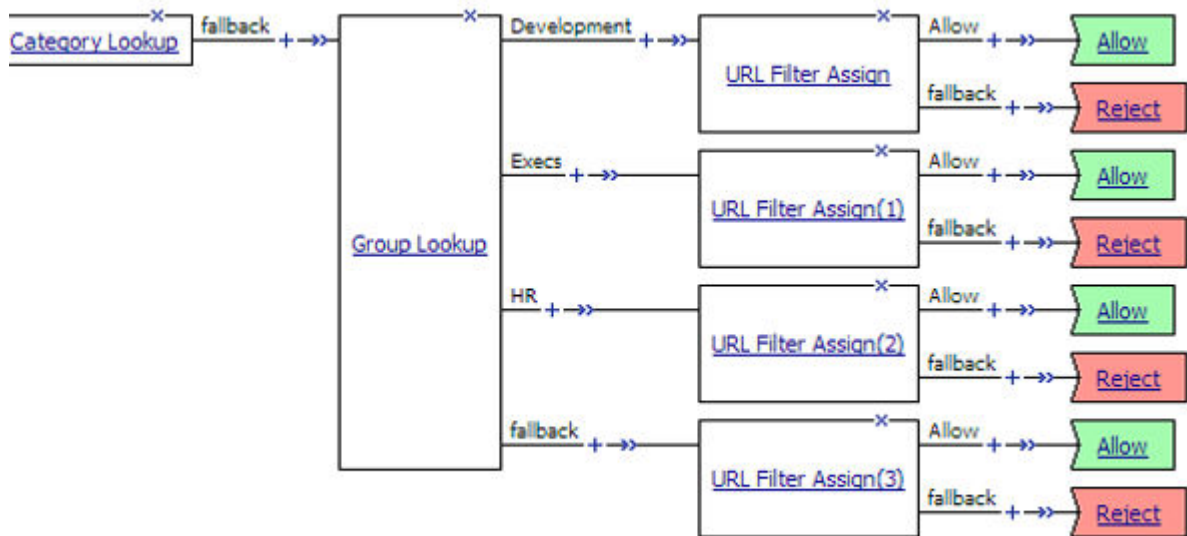 Category Lookup
fallback
Group Lookup
Development
URL Filter Assign
Allow
Allow
fallback
Reject
Execs
URL Filter Assign(1)
Allow
Allow
fallback
Reject
HR
URL Filter Assign(2)
Allow
Allow
fallback
Reject
fallback
URL Filter Assign(3)
Allow
Allow
fallback
Reject